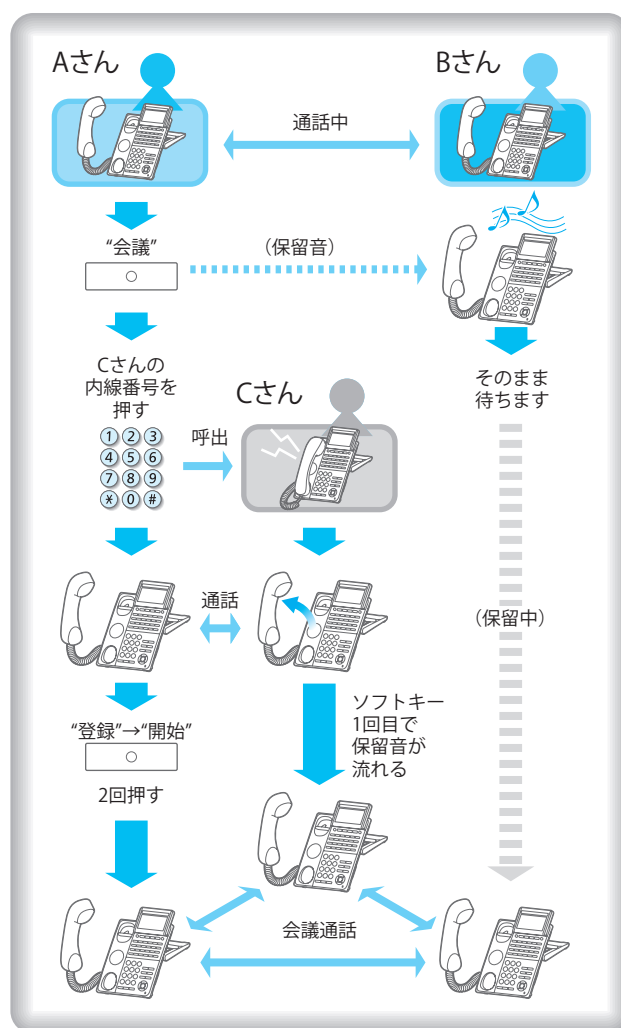 Aさん
Bさん
通話中
“会議”
（保留音）
Cさんの
内線番号を
押す
Cさん
そのまま
待ちます
1 2 3
4 5 6
7 8 9
* 0 #
呼出
通話
（保留中）
“登録”→“開始”
2回押す
ソフトキー
1回目で
保留音が
流れる
会議通話